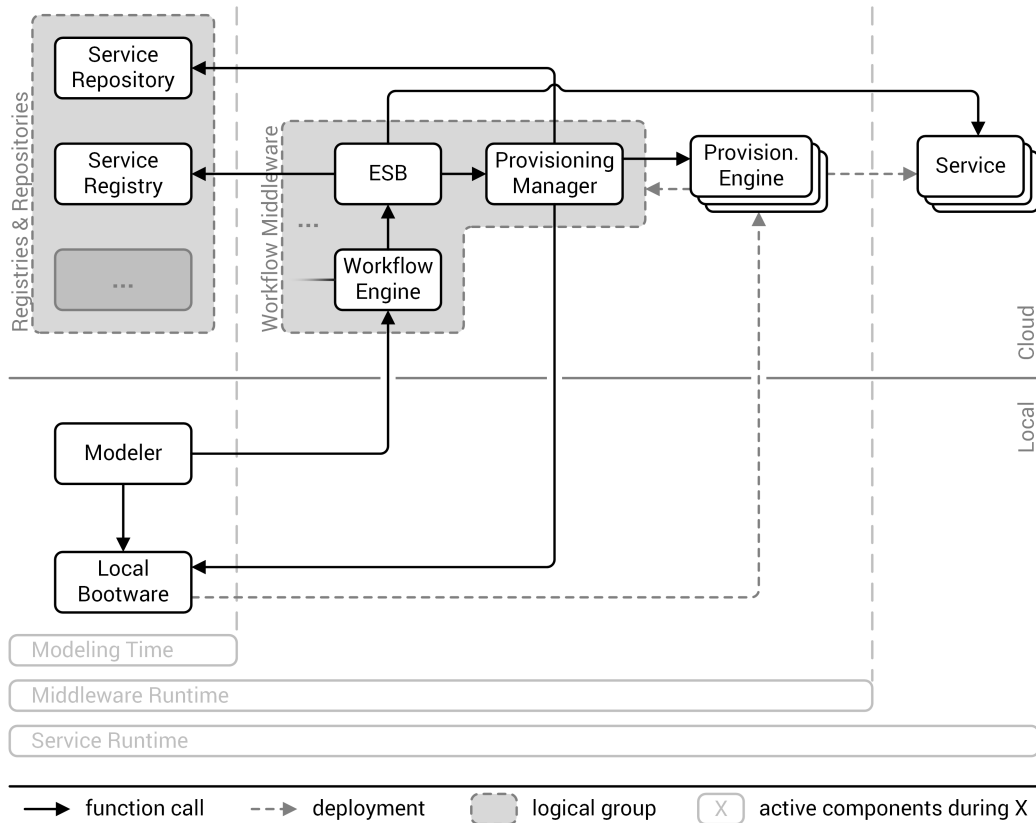 Registries & Repositories
Service
Repository
Service
Registry
...
Workflow Middleware
ESB
Provisioning
Manager
Provision.
Engine
Service
...
Workflow
Engine
Cloud
Local
Modeler
Local
Bootware
Modeling Time
Middleware Runtime
Service Runtime
function call
deployment
logical group
X
active components during X